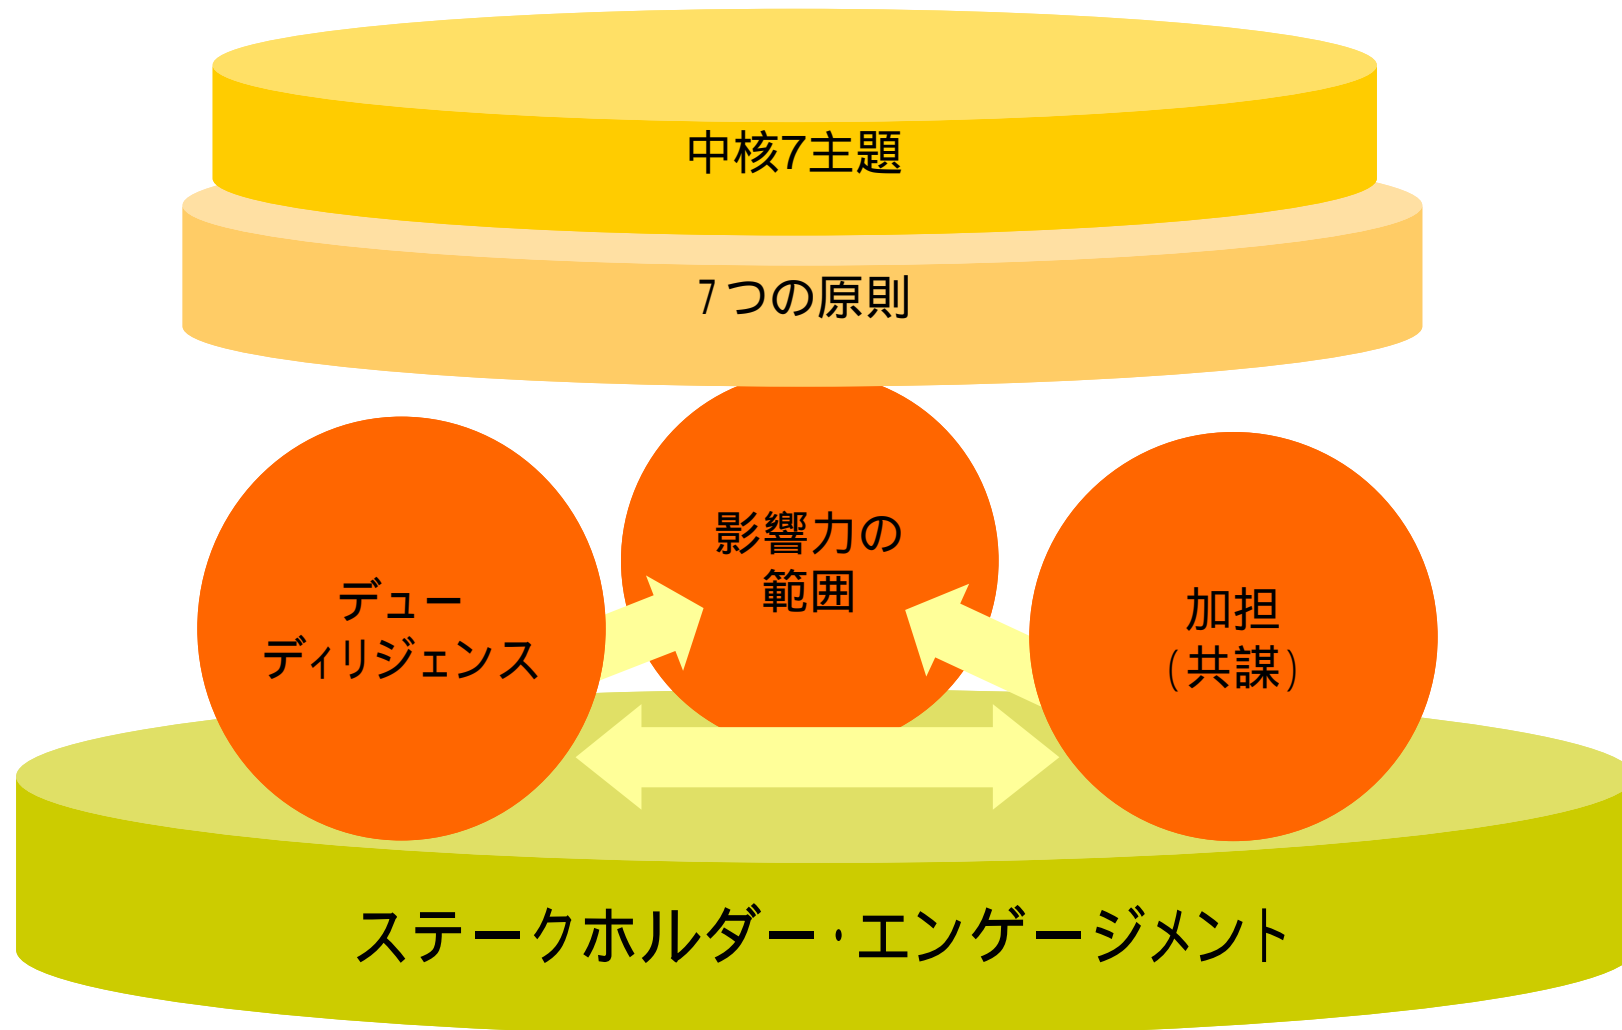 中核7主題
7つの原則
影響力の
範囲
デュー
ディリジェンス
加担
(共謀)
ステークホルダー・エンゲージメント